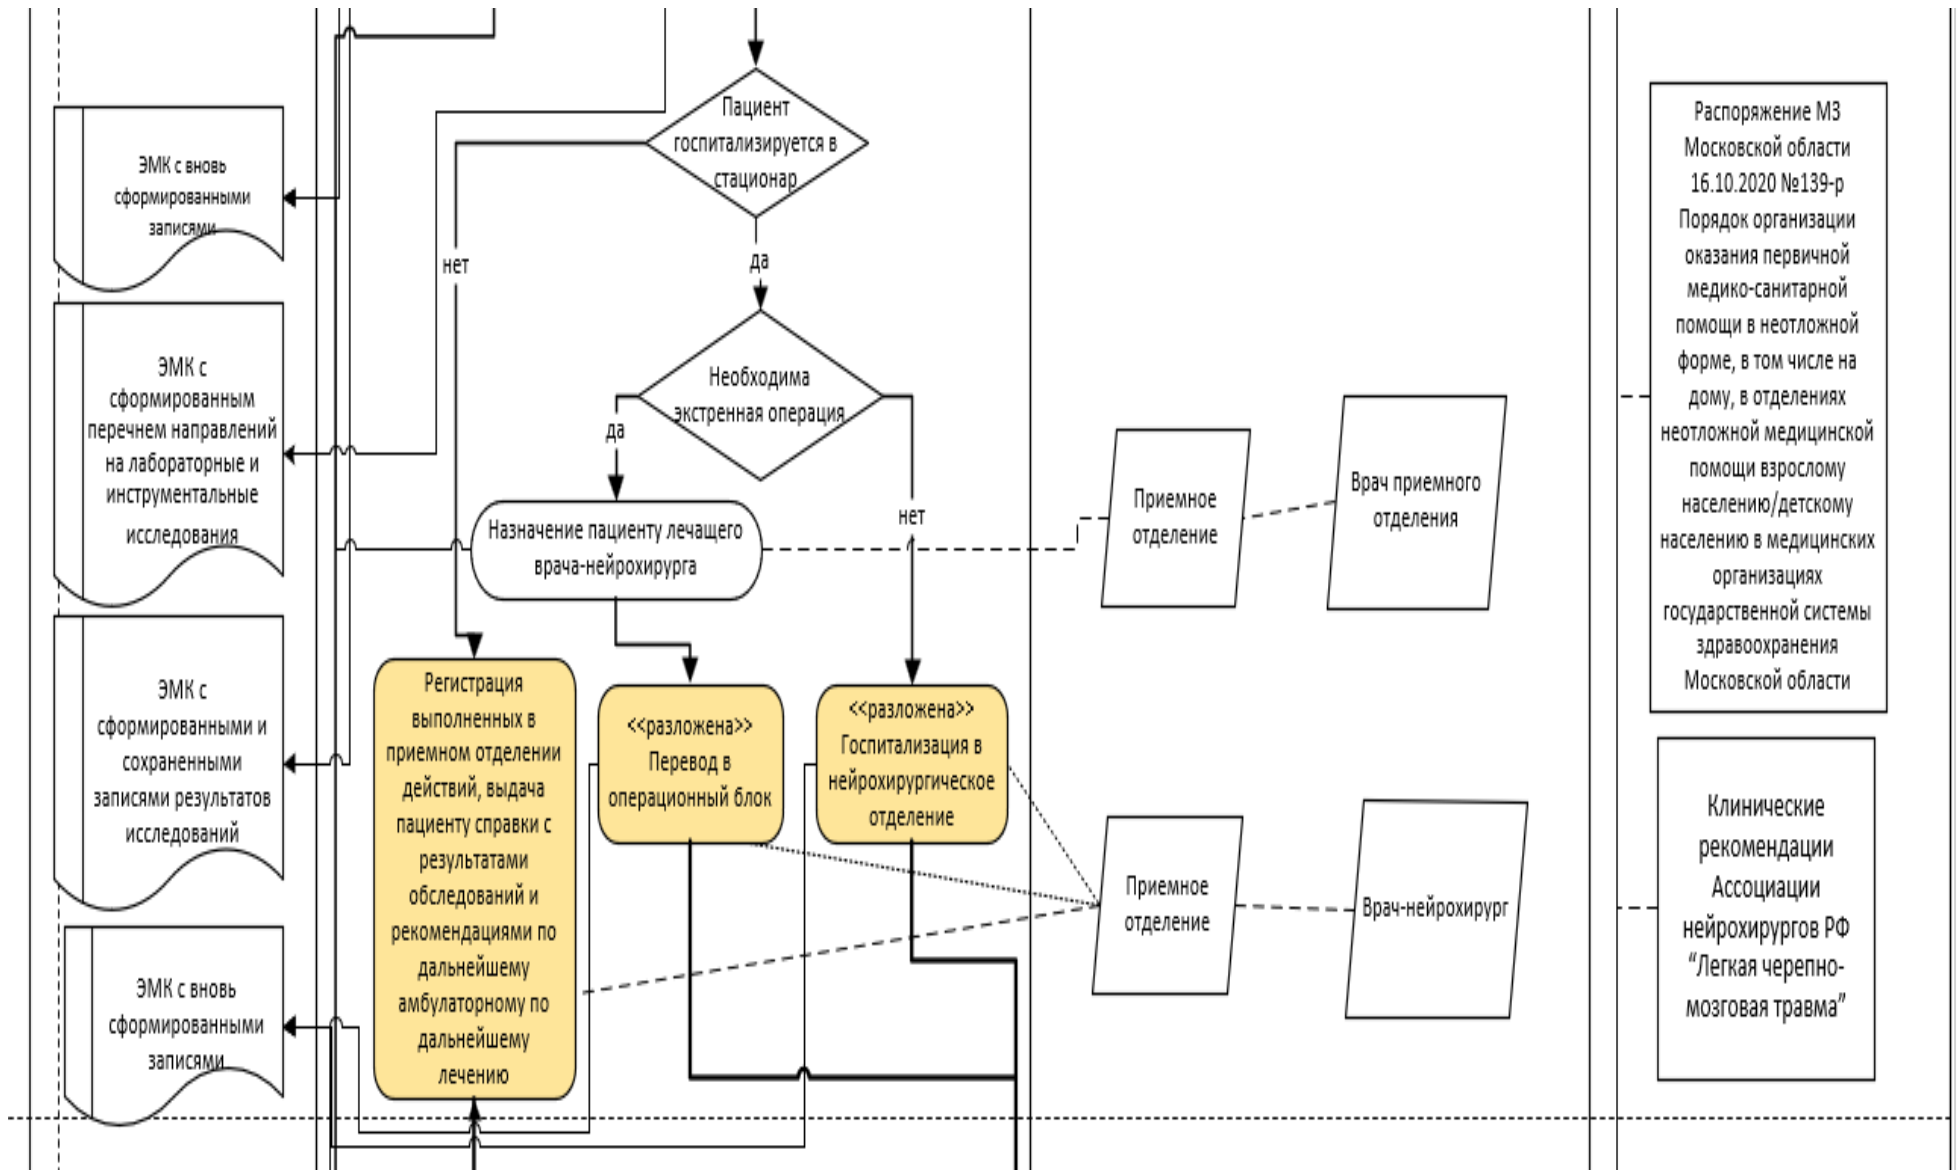 ЭМК с вновь
сформированными
записями
ЭМК с
сформированным
перечнем направлений
на лабораторные и
инструментальные
исследования
ЭМК с
сформированными и
сохраненными
записями результатов
исследований
ЭМК с вновь
сформированными
записями
Пациент
госпитализируется в
стационар
нет
да
Необходима
экстренная операция
да
нет
Назначение пациенту лечащего
врача-нейрохирурга
Регистрация
выполненных в
приемном отделении
действий, выдача
пациенту справки с
результатами
обследований и
рекомендациями по
дальнейшему
амбулаторному по
дальнейшему
лечению
<<разложена>>
Перевод в
операционный блок
<<разложена>>
Госпитализация в
нейрохирургическое
отделение
Приемное
отделение
Врач приемного
отделения
Приемное
отделение
Врач-нейрохирург
Распоряжение МЗ
Московской области
16.10.2020 №139-р
Порядок организации
оказания первичной
медико-санитарной
помощи в неотложной
форме, в том числе на
дому, в отделениях
неотложной медицинской
помощи взрослому
населению/детскому
населению в медицинских
организациях
государственной системы
здравоохранения
Московской области
Клинические
рекомендации
Ассоциации
нейрохирургов РФ
“Легкая черепно-
мозговая травма”